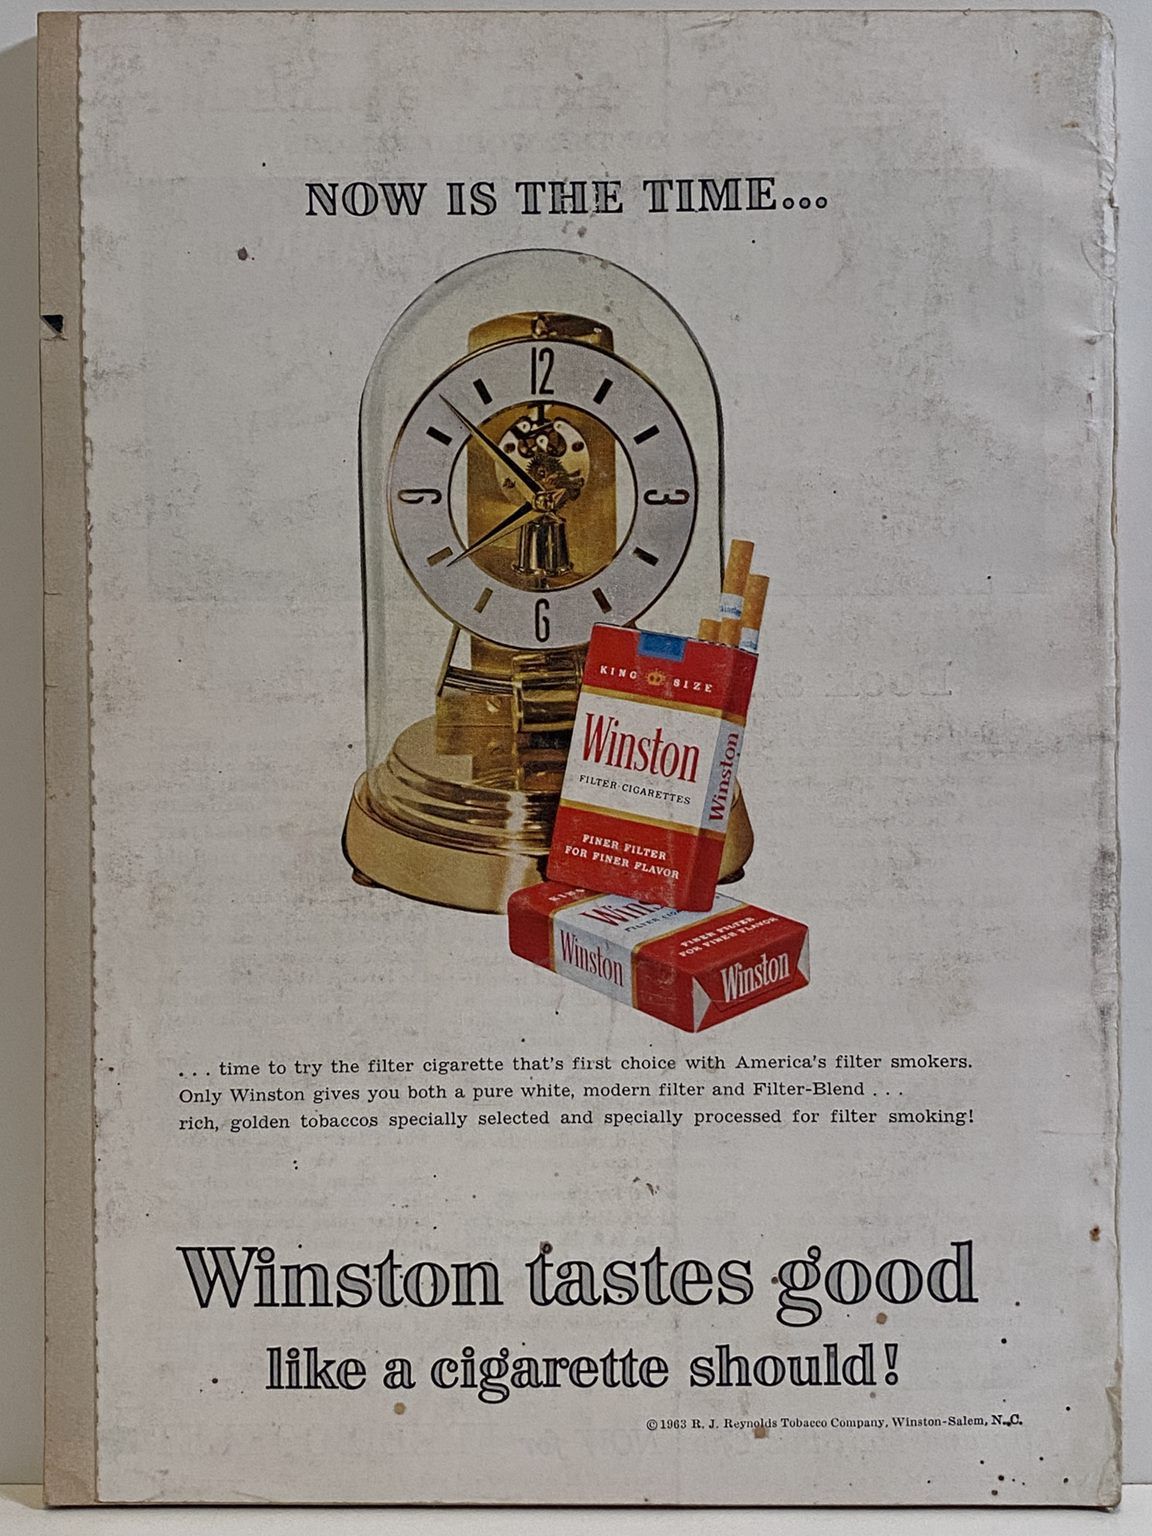 NOW IS THE TIME...
12
9
3
6
KING SIZE
Winston
FILTER·CIGARETTES
Winston
FINER FILTER
FOR FINER FLAVOR
Winston
KING
Wins
FINER FILTER
FOR FINER FLAVOR
Winston
Winston
. . . time to try the filter cigarette that's first choice with America's filter smokers.
Only Winston gives you both a pure white, modern filter and Filter-Blend . . .
rich, golden tobaccos specially selected and specially processed for filter smoking!
Winston tastes good
like a cigarette should!
© 1963 R. J. Reynolds Tobacco Company, Winston-Salem, N. C.